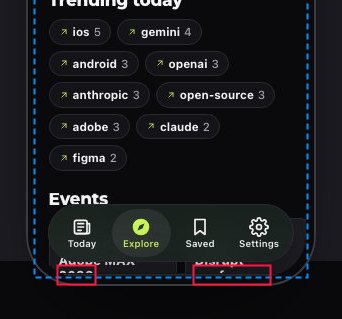 Trending today
ios 5
gemini 4
android 3
openai 3
anthropic 3
open-source 3
adobe 3
claude 2
figma 2
Events
Today
Explore
Saved
Settings
Adobe MAX
Disrupt